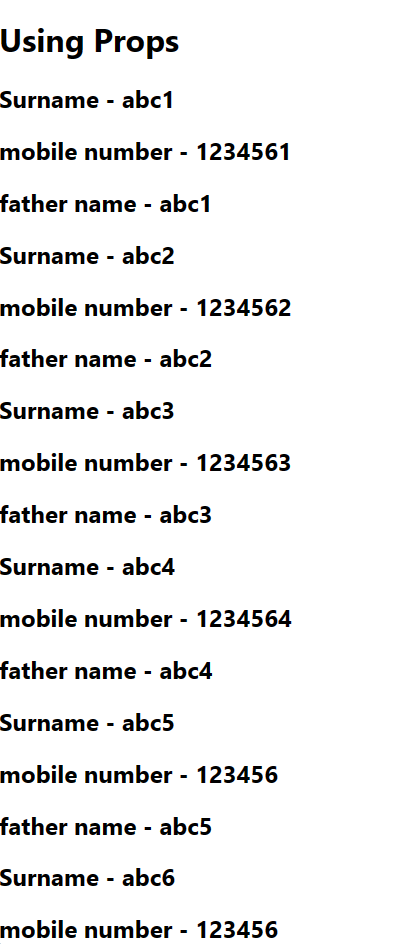 Using Props
Surname - abc1
mobile number - 1234561
father name - abc1
Surname - abc2
mobile number - 1234562
father name - abc2
Surname - abc3
mobile number - 1234563
father name - abc3
Surname - abc4
mobile number - 1234564
father name - abc4
Surname - abc5
mobile number - 123456
father name - abc5
Surname - abc6
mobile number - 123456